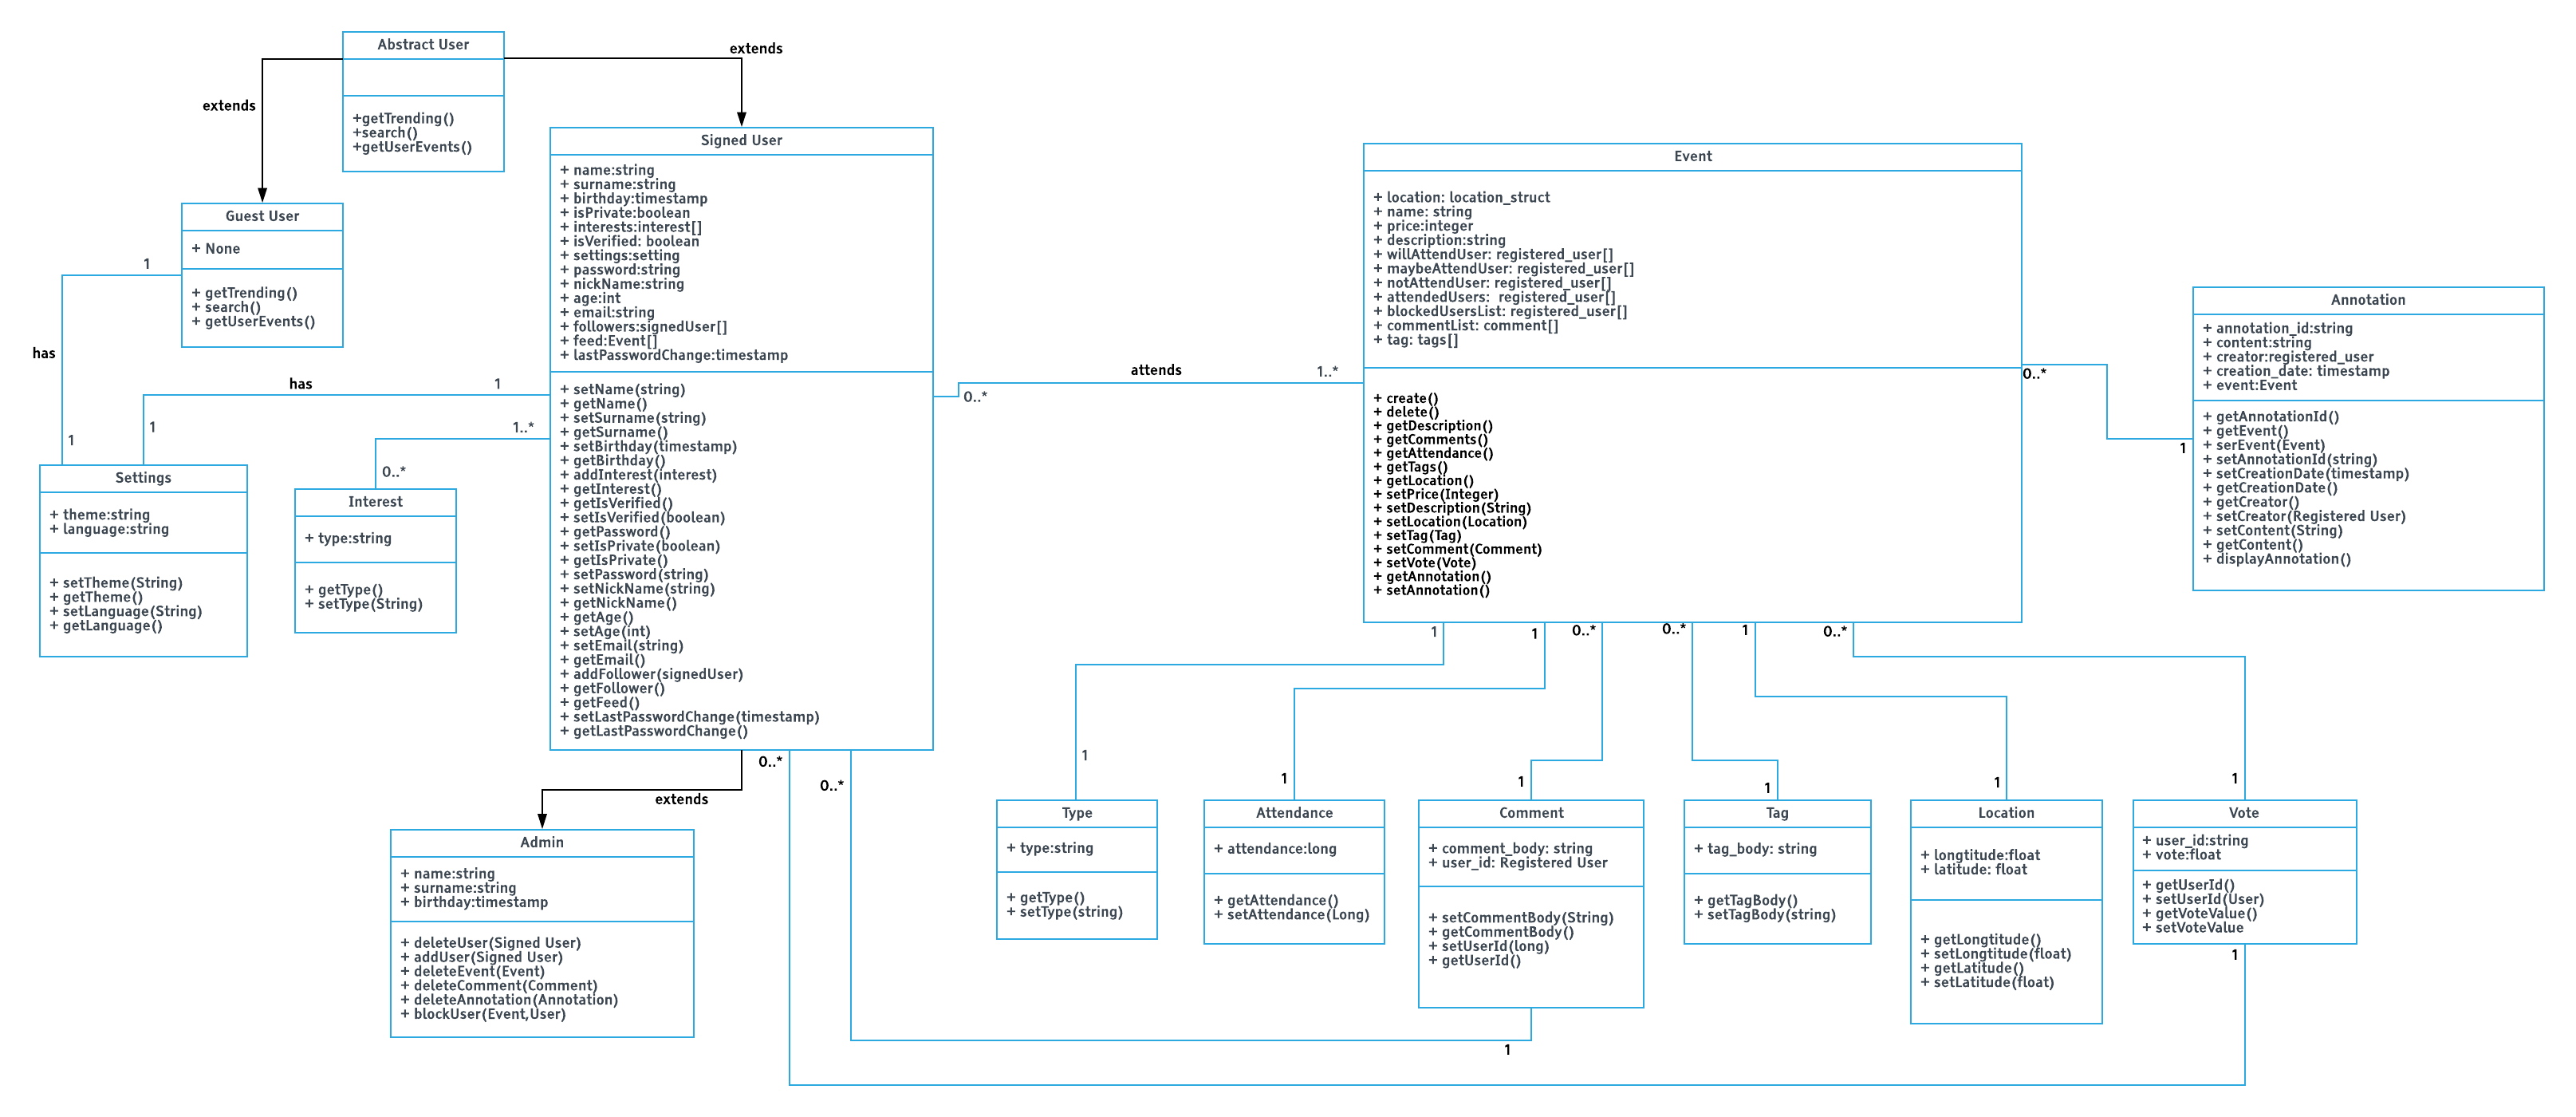 Abstract User
+getTrending()
+search()
+getUserEvents()
extends
extends
Guest User
+ None
+ getTrending()
+ search()
+ getUserEvents()
1
has
1
Signed User
+ name:string
+ surname:string
+ birthday:timestamp
+ isPrivate:boolean
+ interests:interest[]
+ isVerified: boolean
+ settings:setting
+ password:string
+ nickName:string
+ age:int
+ email:string
+ followers:signedUser[]
+ feed:Event[]
+ lastPasswordChange:timestamp
+ setName(string)
+ getName()
+ setSurname(string)
+ getSurname()
+ setBirthday(timestamp)
+ getBirthday()
+ addInterest(interest)
+ getInterest()
+ getIsVerified()
+ setIsVerified(boolean)
+ getPassword()
+ setIsPrivate(boolean)
+ getIsPrivate()
+ setPassword(string)
+ setNickName(string)
+ getNickName()
+ getAge()
+ setAge(int)
+ setEmail(string)
+ getEmail()
+ addFollower(signedUser)
+ getFollower()
+ getFeed()
+ setLastPasswordChange(timestamp)
+ getLastPasswordChange()
has
1
1
1..*
0..*
Settings
+ theme:string
+ language:string
+ setTheme(String)
+ getTheme()
+ setLanguage(String)
+ getLanguage()
Interest
+ type:string
+ getType()
+ setType(String)
0..*
attends
1..*
Event
+ location: location_struct
+ name: string
+ price:integer
+ description:string
+ willAttendUser: registered_user[]
+ maybeAttendUser: registered_user[]
+ notAttendUser: registered_user[]
+ attendedUsers:  registered_user[]
+ blockedUsersList: registered_user[]
+ commentList: comment[]
+ tag: tags[]
+ create()
+ delete()
+ getDescription()
+ getComments()
+ getAttendance()
+ getTags()
+ getLocation()
+ setPrice(Integer)
+ setDescription(String)
+ setLocation(Location)
+ setTag(Tag)
+ setComment(Comment)
+ setVote(Vote)
+ getAnnotation()
+ setAnnotation()
0..*
1
Annotation
+ annotation_id:string
+ content:string
+ creator:registered_user
+ creation_date: timestamp
+ event:Event
+ getAnnotationId()
+ getEvent()
+ serEvent(Event)
+ setAnnotationId(string)
+ setCreationDate(timestamp)
+ getCreationDate()
+ getCreator()
+ setCreator(Registered User)
+ setContent(String)
+ getContent()
+ displayAnnotation()
1
1
0..*
0..*
1
0..*
0..*
0..*
extends
Admin
+ name:string
+ surname:string
+ birthday:timestamp
+ deleteUser(Signed User)
+ addUser(Signed User)
+ deleteEvent(Event)
+ deleteComment(Comment)
+ deleteAnnotation(Annotation)
+ blockUser(Event,User)
1
Type
+ type:string
+ getType()
+ setType(string)
1
Attendance
+ attendance:long
+ getAttendance()
+ setAttendance(Long)
1
Comment
+ comment_body: string
+ user_id: Registered User
+ setCommentBody(String)
+ getCommentBody()
+ setUserId(long)
+ getUserId()
1
1
Tag
+ tag_body: string
+ getTagBody()
+ setTagBody(string)
1
Location
+ longtitude:float
+ latitude: float
+ getLongtitude()
+ setLongtitude(float)
+ getLatitude()
+ setLatitude(float)
1
Vote
+ user_id:string
+ vote:float
+ getUserId()
+ setUserId(User)
+ getVoteValue()
+ setVoteValue
1